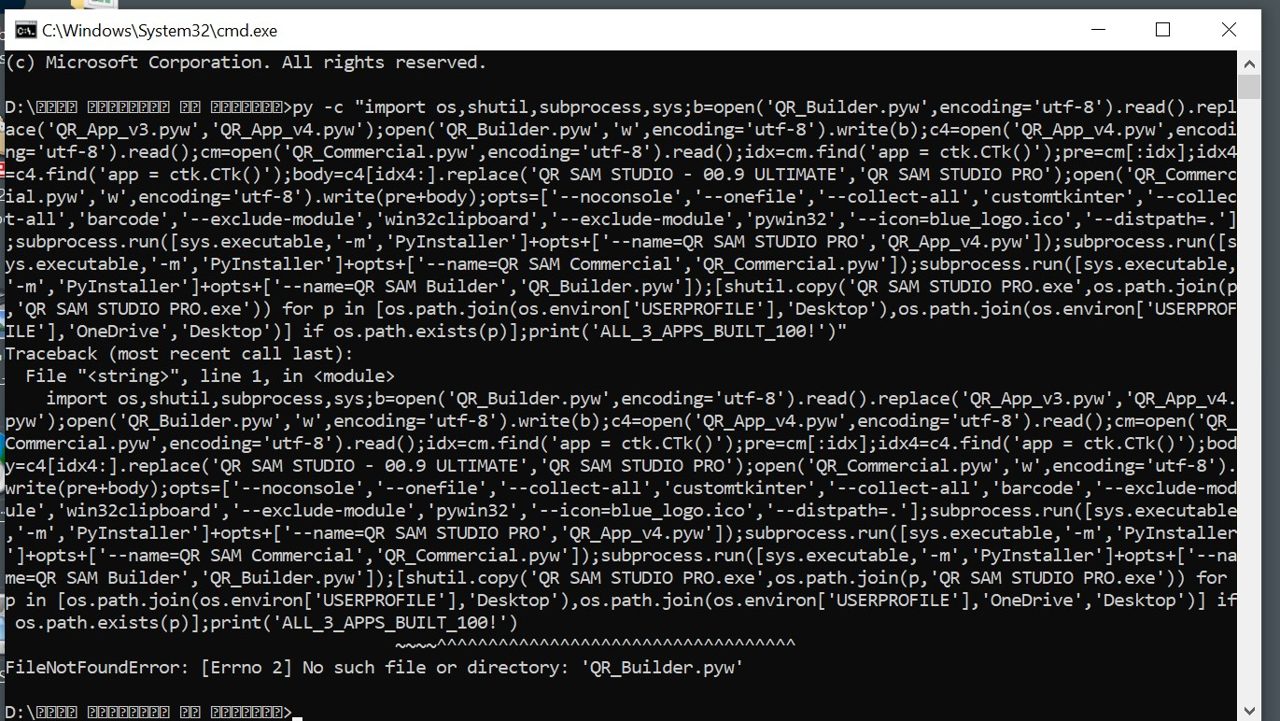 C:\Windows\System32\cmd.exe
(c) Microsoft Corporation. All rights reserved.
D:\>py -c "import os,shutil,subprocess,sys;b=open('QR_Builder.pyw',encoding='utf-8').read().repl
ace('QR_App_v3.pyw','QR_App_v4.pyw');open('QR_Builder.pyw','w',encoding='utf-8').write(b);c4=open('QR_App_v4.pyw',encodi
ng='utf-8').read();cm=open('QR_Commercial.pyw',encoding='utf-8').read();idx=cm.find('app = ctk.CTk()');pre=cm[:idx];idx4
=c4.find('app = ctk.CTk()');body=c4[idx4:].replace('QR SAM STUDIO - 00.9 ULTIMATE','QR SAM STUDIO PRO');open('QR_Commerc
ial.pyw','w',encoding='utf-8').write(pre+body);opts=['--noconsole','--onefile','--collect-all','customtkinter','--collec
t-all','barcode','--exclude-module','win32clipboard','--exclude-module','pywin32','--icon=blue_logo.ico','--distpath=.']
;subprocess.run([sys.executable,'-m','PyInstaller']+opts+['--name=QR SAM STUDIO PRO','QR_App_v4.pyw']);subprocess.run([s
ys.executable,'-m','PyInstaller']+opts+['--name=QR SAM Commercial','QR_Commercial.pyw']);subprocess.run([sys.executable,
'-m','PyInstaller']+opts+['--name=QR SAM Builder','QR_Builder.pyw']);[shutil.copy('QR SAM STUDIO PRO.exe',os.path.join(p
,'QR SAM STUDIO PRO.exe')) for p in [os.path.join(os.environ['USERPROFILE'],'Desktop'),os.path.join(os.environ['USERPROF
ILE'],'OneDrive','Desktop')] if os.path.exists(p)];print('ALL_3_APPS_BUILT_100!')"
Traceback (most recent call last):
File "<string>", line 1, in <module>
import os,shutil,subprocess,sys;b=open('QR_Builder.pyw',encoding='utf-8').read().replace('QR_App_v3.pyw','QR_App_v4.
pyw');open('QR_Builder.pyw','w',encoding='utf-8').write(b);c4=open('QR_App_v4.pyw',encoding='utf-8').read();cm=open('QR_
Commercial.pyw',encoding='utf-8').read();idx=cm.find('app = ctk.CTk()');pre=cm[:idx];idx4=c4.find('app = ctk.CTk()');bod
y=c4[idx4:].replace('QR SAM STUDIO - 00.9 ULTIMATE','QR SAM STUDIO PRO');open('QR_Commercial.pyw','w',encoding='utf-8').
write(pre+body);opts=['--noconsole','--onefile','--collect-all','customtkinter','--collect-all','barcode','--exclude-mod
ule','win32clipboard','--exclude-module','pywin32','--icon=blue_logo.ico','--distpath=.'];subprocess.run([sys.executable
,'-m','PyInstaller']+opts+['--name=QR SAM STUDIO PRO','QR_App_v4.pyw']);subprocess.run([sys.executable,'-m','PyInstaller
']+opts+['--name=QR SAM Commercial','QR_Commercial.pyw']);subprocess.run([sys.executable,'-m','PyInstaller']+opts+['--na
me=QR SAM Builder','QR_Builder.pyw']);[shutil.copy('QR SAM STUDIO PRO.exe',os.path.join(p,'QR SAM STUDIO PRO.exe')) for
p in [os.path.join(os.environ['USERPROFILE'],'Desktop'),os.path.join(os.environ['USERPROFILE'],'OneDrive','Desktop')] if
os.path.exists(p)];print('ALL_3_APPS_BUILT_100!')
~~~~^^^^^^^^^^^^^^^^^^^^^^^^^^^^^^^^^^^
FileNotFoundError: [Errno 2] No such file or directory: 'QR_Builder.pyw'
D:\>